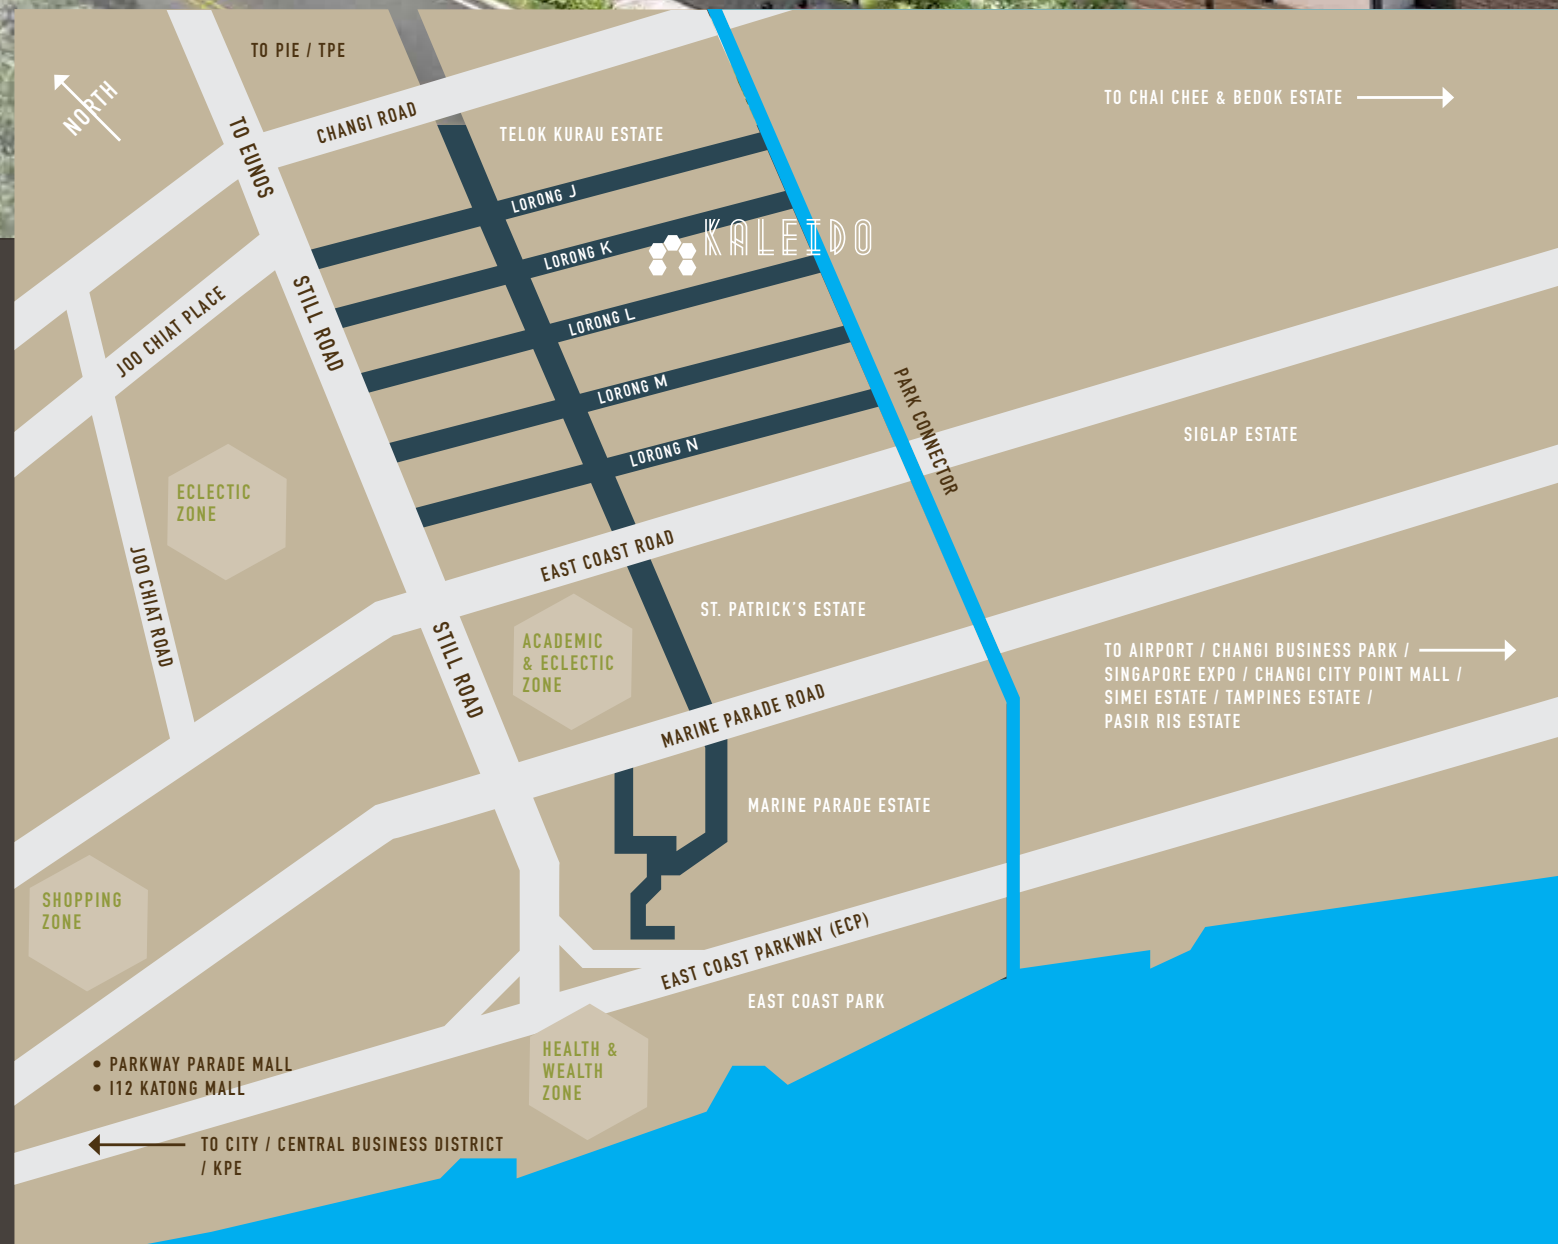 TO PIE / TPE
NORTH
TO CHAI CHEE & BEDOK ESTATE
CHANGI ROAD
TELOK KURAU ESTATE
TO EUNOS
LORONG J
KALEIDO
LORONG K
LORONG L
STILL ROAD
JOO CHIAT PLACE
LORONG M
PARK CONNECTOR
LORONG N
SIGLAP ESTATE
ECLECTIC
ZONE
EAST COAST ROAD
JOO CHIAT ROAD
ST. PATRICK'S ESTATE
ACADEMIC
& ECLECTIC
ZONE
STILL ROAD
TO AIRPORT / CHANGI BUSINESS PARK /
SINGAPORE EXPO / CHANGI CITY POINT MALL /
SIMEI ESTATE / TAMPINES ESTATE /
PASIR RIS ESTATE
MARINE PARADE ROAD
MARINE PARADE ESTATE
SHOPPING
ZONE
EAST COAST PARKWAY (ECP)
EAST COAST PARK
HEALTH &
WEALTH
ZONE
• PARKWAY PARADE MALL
• I12 KATONG MALL
TO CITY / CENTRAL BUSINESS DISTRICT
/ KPE